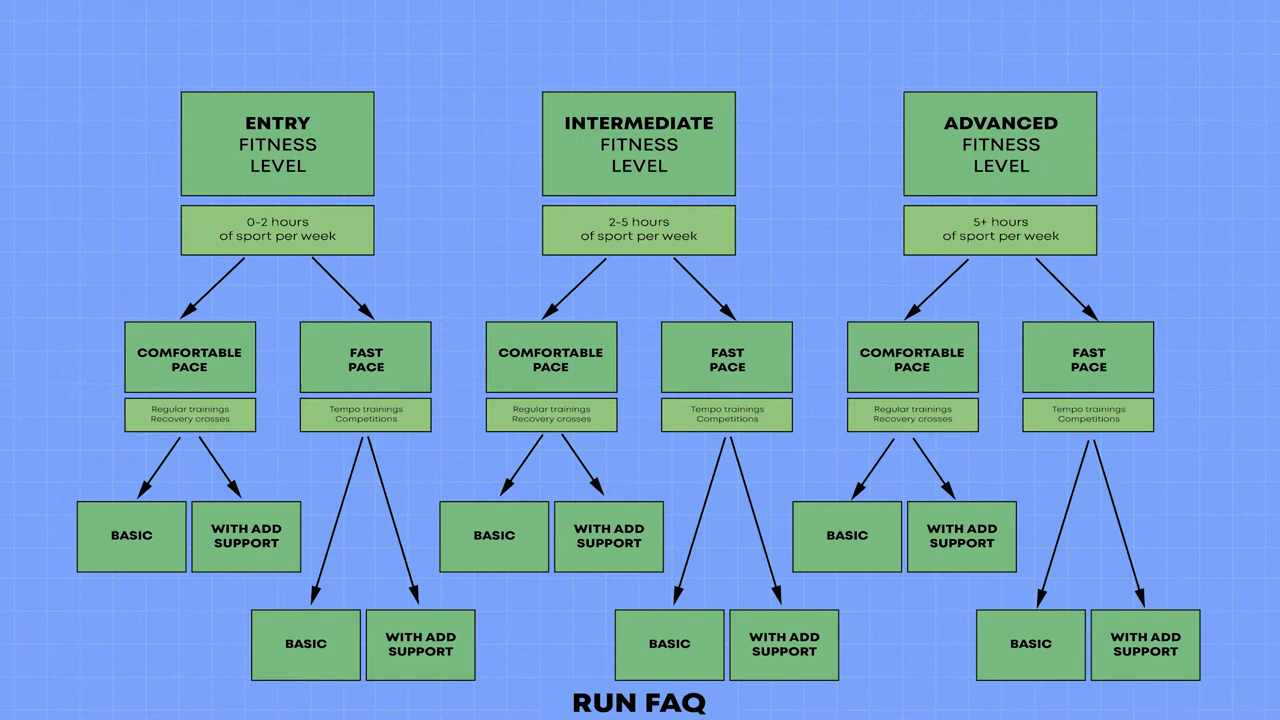 ENTRY
FITNESS
LEVEL
0-2 hours
of sport per week
INTERMEDIATE
FITNESS
LEVEL
2-5 hours
of sport per week
ADVANCED
FITNESS
LEVEL
5+ hours
of sport per week
COMFORTABLE
PACE
Regular trainings
Recovery crosses
FAST
PACE
Tempo trainings
Competitions
COMFORTABLE
PACE
Regular trainings
Recovery crosses
FAST
PACE
Tempo trainings
Competitions
COMFORTABLE
PACE
Regular trainings
Recovery crosses
FAST
PACE
Tempo trainings
Competitions
BASIC
WITH ADD
SUPPORT
BASIC
WITH ADD
SUPPORT
BASIC
WITH ADD
SUPPORT
BASIC
WITH ADD
SUPPORT
BASIC
WITH ADD
SUPPORT
BASIC
WITH ADD
SUPPORT
RUN FAQ